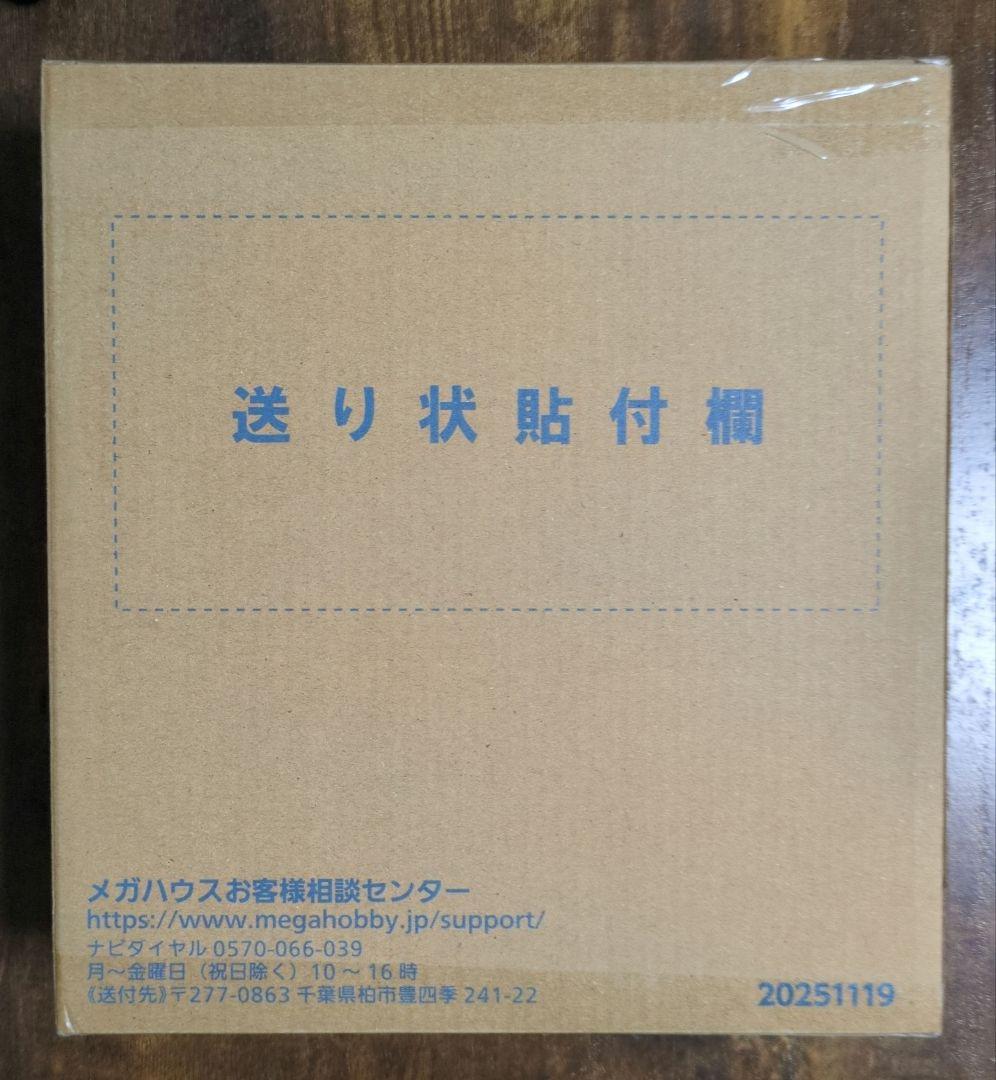 送り状貼付欄
メガハウスお客様相談センター
https://www.megahobby.jp/support/
ナビダイヤル 0570-066-039
月～金曜日（祝日除く）10～16時
《送付先》〒277-0863 千葉県柏市豊四季 241-22
20251119